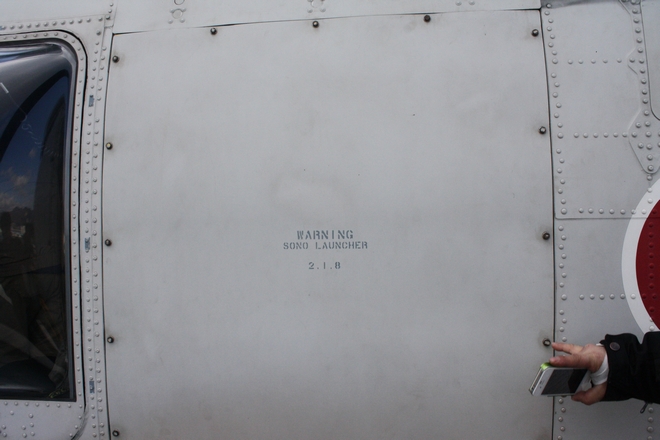 WARNING
SONO LAUNCHER
2.1.8